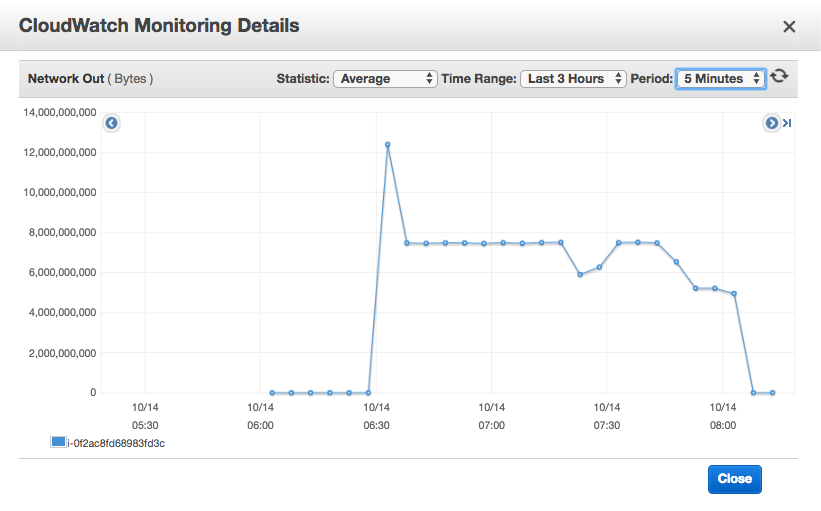 CloudWatch Monitoring Details
Network Out ( Bytes ) Statistic: Average Time Range: Last 3 Hours Period: 5 Minutes
14,000,000,000
12,000,000,000
10,000,000,000
8,000,000,000
6,000,000,000
4,000,000,000
2,000,000,000
0
10/14 10/14 10/14 10/14 10/14 10/14
05:30 06:00 06:30 07:00 07:30 08:00
i-0f2ac8fd68983fd3c
Close